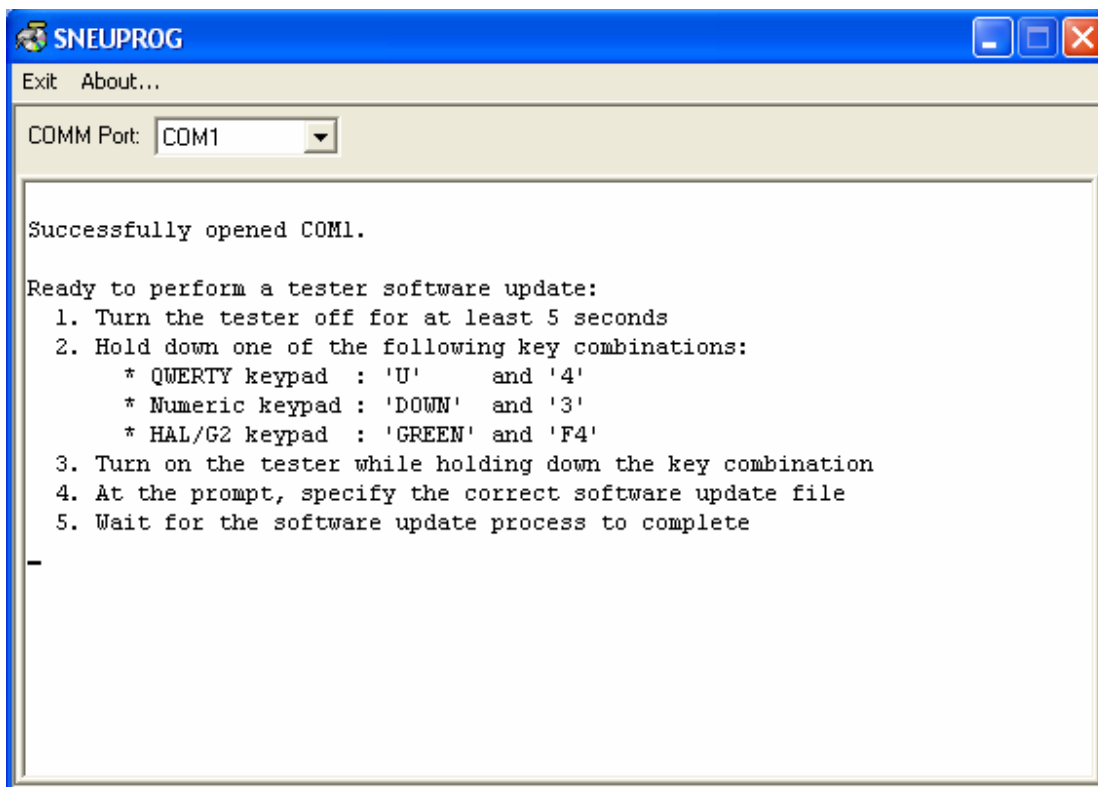 SNEUPROG
Exit About...
COMM Port: COM1
Successfully opened COM1.
Ready to perform a tester software update:
1. Turn the tester off for at least 5 seconds
2. Hold down one of the following key combinations:
* QWERTY keypad : 'U' and '4'
* Numeric keypad : 'DOWN' and '3'
* HAL/G2 keypad : 'GREEN' and 'F4'
3. Turn on the tester while holding down the key combination
4. At the prompt, specify the correct software update file
5. Wait for the software update process to complete